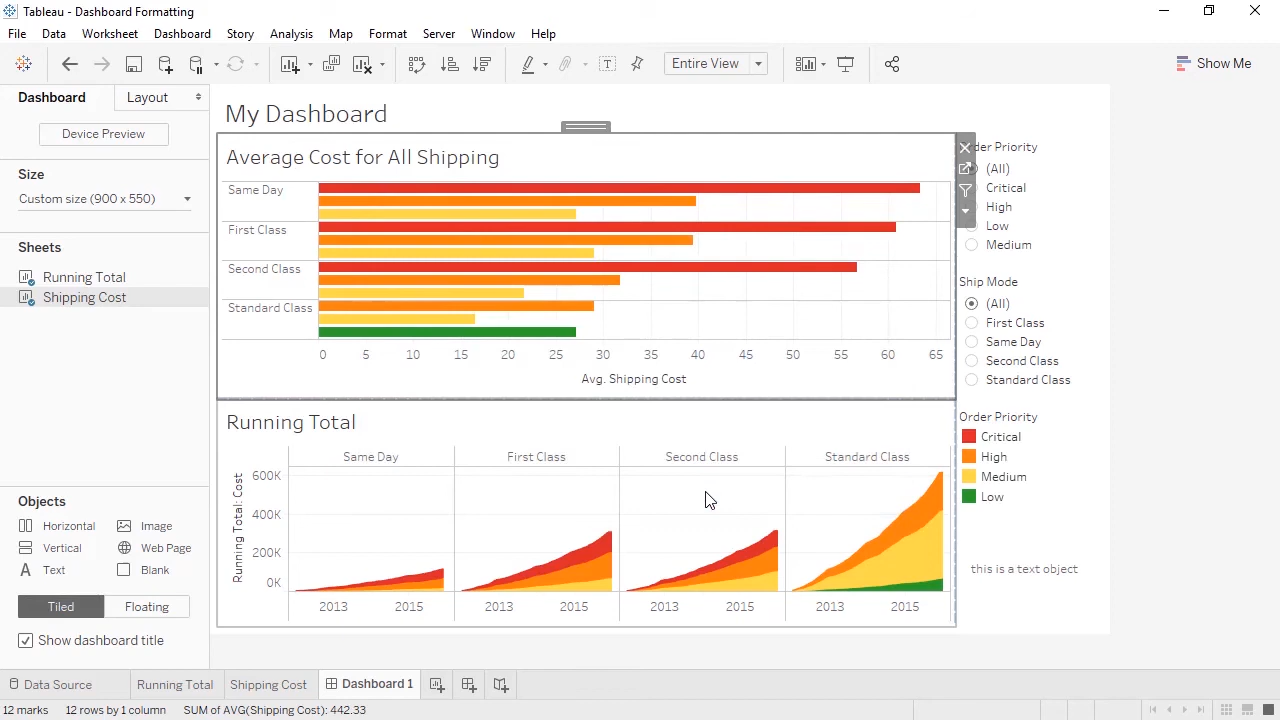 Tableau - Dashboard Formatting
File Data Worksheet Dashboard Story Analysis Map Format Server Window Help
Entire View
Show Me
Dashboard Layout
Device Preview
Size
Custom size (900 x 550)
Sheets
Running Total
Shipping Cost
Objects
Horizontal Image
Vertical Web Page
A Text Blank
Tiled Floating
Show dashboard title
My Dashboard
Average Cost for All Shipping
Same Day
First Class
Second Class
Standard Class
0 5 10 15 20 25 30 35 40 45 50 55 60 65
Avg. Shipping Cost
Running Total
Same Day First Class Second Class Standard Class
Running Total: Cost
600K
400K
200K
0K
2013 2015 2013 2015 2013 2015 2013 2015
der Priority
(All)
Critical
High
Low
Medium
Ship Mode
(All)
First Class
Same Day
Second Class
Standard Class
Order Priority
Critical
High
Medium
Low
this is a text object
Data Source Running Total Shipping Cost Dashboard 1
12 marks 12 rows by 1 column SUM of AVG(Shipping Cost): 442.33